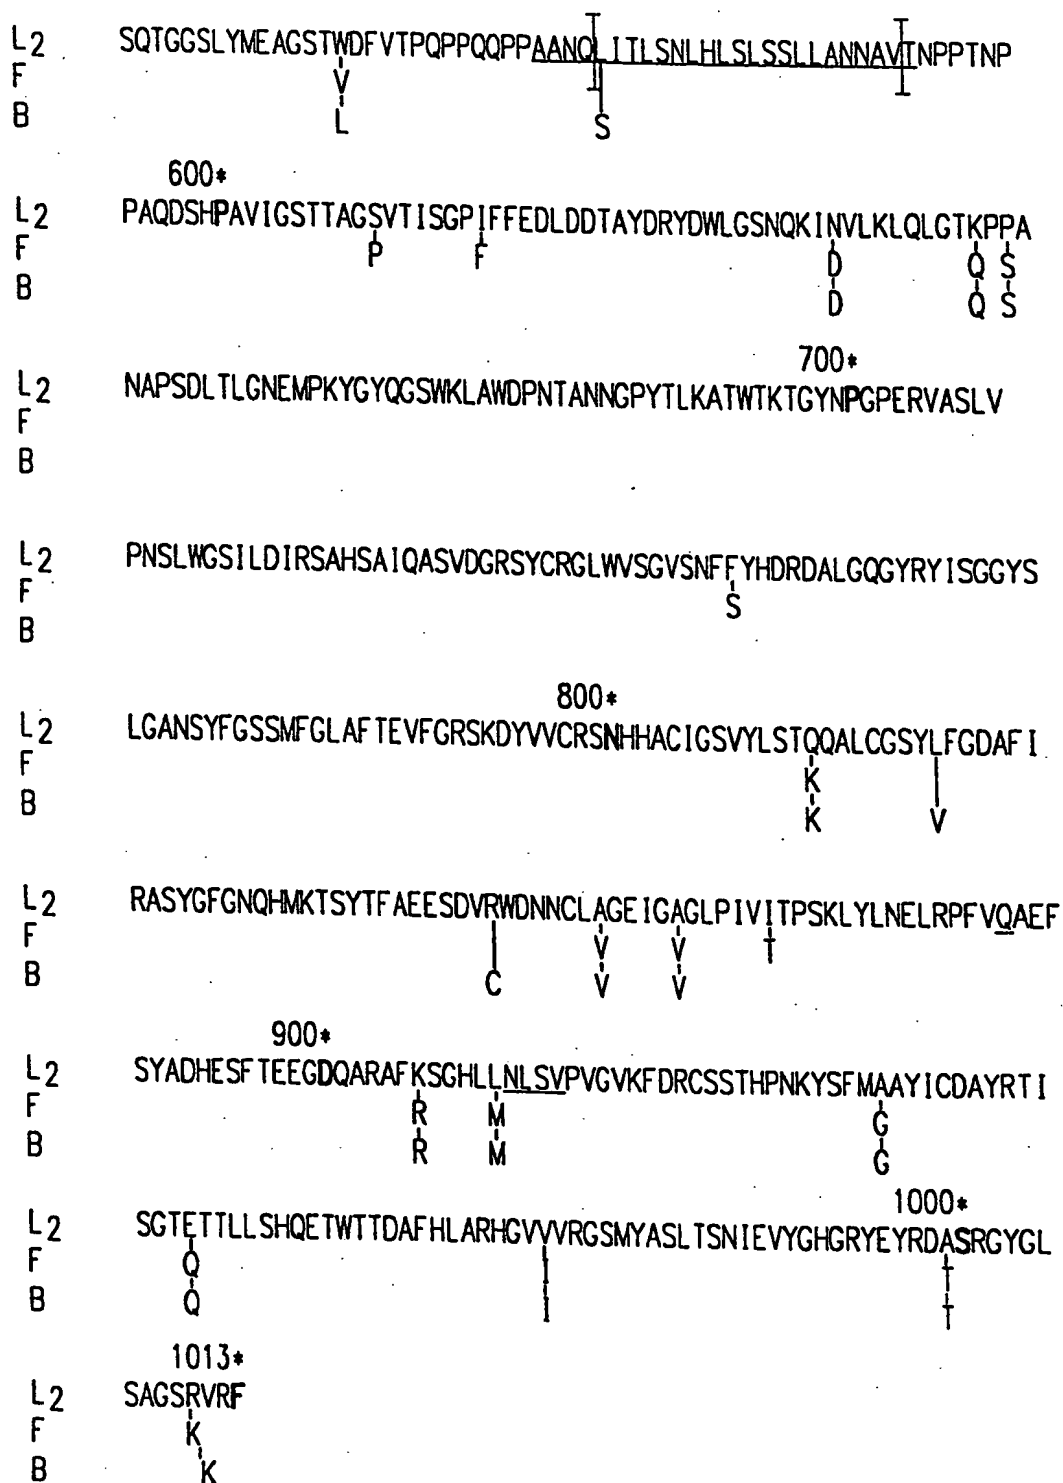 L2 SQTGGSLYMEAGSTWDFVTPQPPQQPPAANQLITLSNLHLSLSSLLANNAVTNPPTNP
F V
B L S
600*
L2 PAQDSHPAVIGSTTAGSVTISGPIFFEDLDDTAYDRYDWLGSNQKINVLKLQLGTKPPA
F P F D Q S
B D Q S
700*
L2 NAPSDLTLGNEMPKYGYQGSWKLAWDPNTANNGPYTLKATWTKTGYNPGPERVASLV
F
B
L2 PNSLWGSILDIRSAHSAIQASVDGRSYCRGLWVSGVSNFFYHDRDALGQGYRYISGGYS
F S
B
800*
L2 LGANSYFGSSMFGLAFTEVFGRSKDYVVCRSNHHACIGSVYLSTQQALCGSYLFGDAFI
F K
B K V
L2 RASYGFGNQHMKTSYTFAEESDVRWDNNCLAGEIGAGLPIVITPSKLYLNELRPFVQAEF
F V V T
B C V V
900*
L2 SYADHESFTEEGDQARAFKSGHLLNLSVPVGVKFDRCSSTHPNKYSFMAAYICDAYRTI
F R M G
B R M G
1000*
L2 SGTETTLLSHQETWTTDAFHLARHGVVVRGSMYASLTSNIEVYGHGRYEYRDASRGYGL
F Q I T
B Q I T
1013*
L2 SAGSRVRF
F K
B K